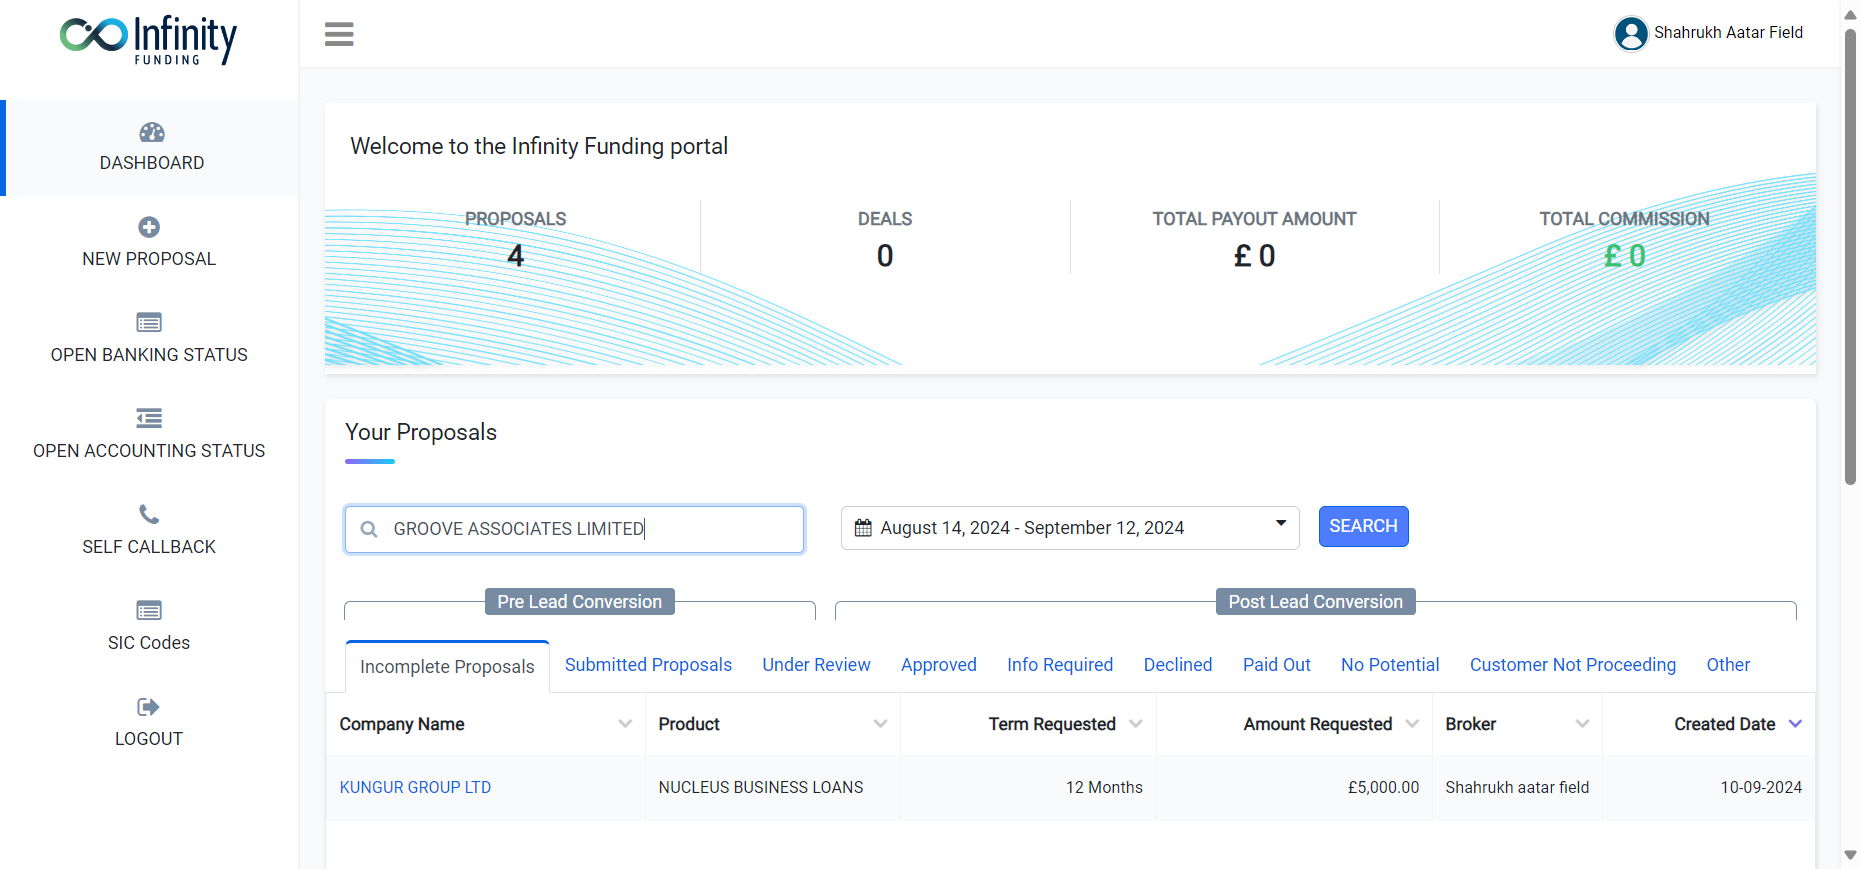 Infinity
FUNDING
Shahrukh Aatar Field
DASHBOARD
NEW PROPOSAL
OPEN BANKING STATUS
OPEN ACCOUNTING STATUS
SELF CALLBACK
SIC Codes
LOGOUT
Welcome to the Infinity Funding portal
PROPOSALS DEALS TOTAL PAYOUT AMOUNT TOTAL COMMISSION
4 0 £ 0 £ 0
Your Proposals
GROOVE ASSOCIATES LIMITED August 14, 2024 - September 12, 2024 SEARCH
Pre Lead Conversion Post Lead Conversion
Incomplete Proposals Submitted Proposals Under Review Approved Info Required Declined Paid Out No Potential Customer Not Proceeding Other
Company Name Product Term Requested Amount Requested Broker Created Date
KUNGUR GROUP LTD NUCLEUS BUSINESS LOANS 12 Months £5,000.00 Shahrukh aatar field 10-09-2024